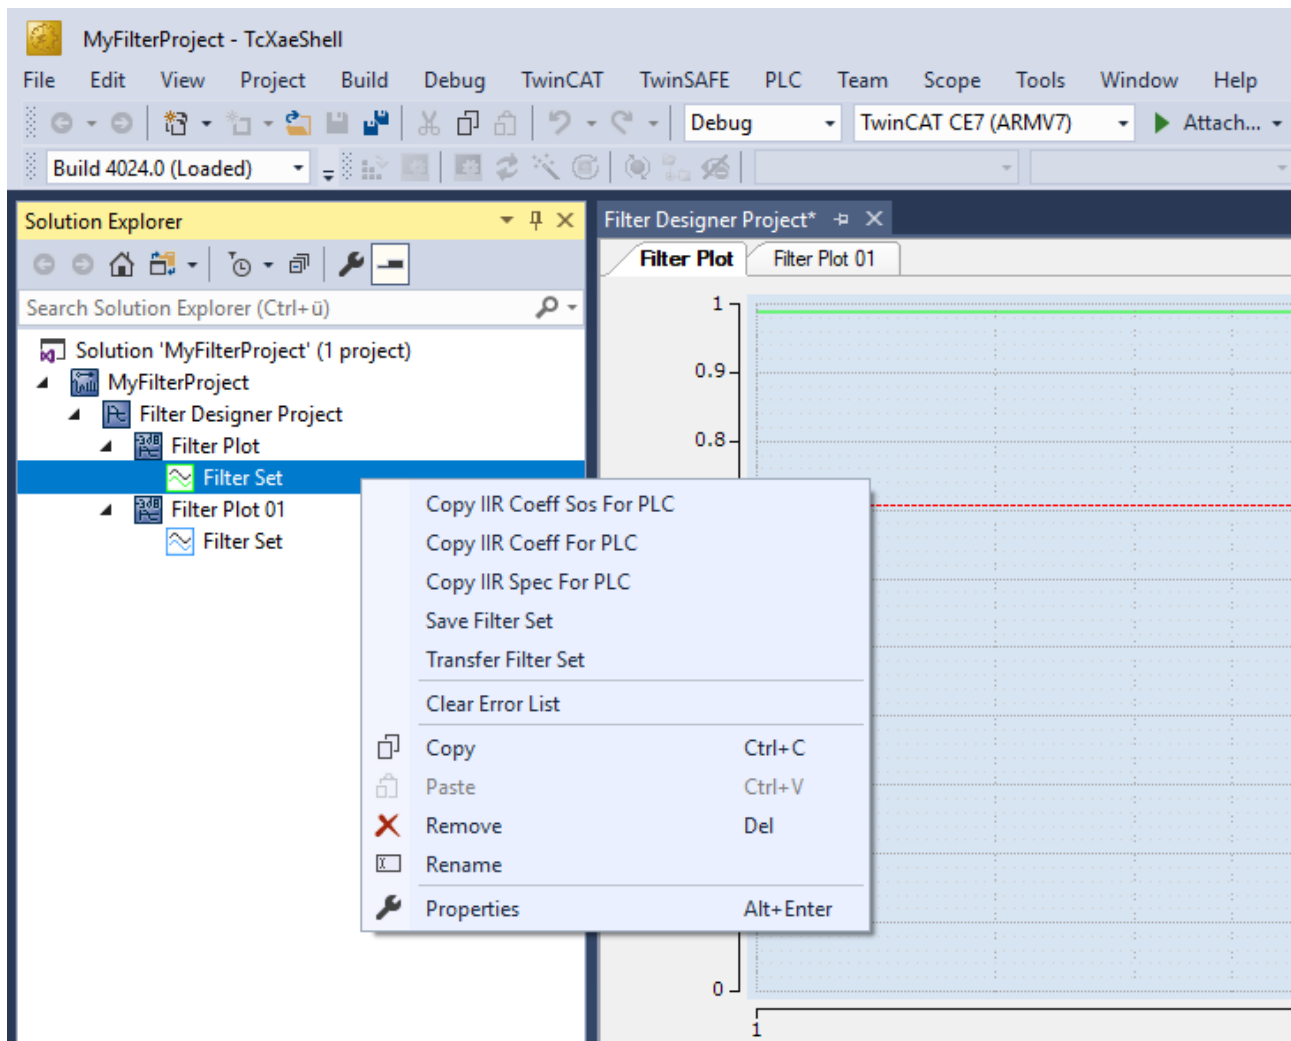 MyFilterProject - TcXaeShell
File Edit View Project Build Debug TwinCAT TwinSAFE PLC Team Scope Tools Window Help
Debug TwinCAT CE7 (ARMV7) Attach...
Build 4024.0 (Loaded)
Solution Explorer
Search Solution Explorer (Ctrl+ü)
Solution 'MyFilterProject' (1 project)
MyFilterProject
Filter Designer Project
Filter Plot
Filter Set
Filter Plot 01
Filter Set
Copy IIR Coeff Sos For PLC
Copy IIR Coeff For PLC
Copy IIR Spec For PLC
Save Filter Set
Transfer Filter Set
Clear Error List
Copy Ctrl+C
Paste Ctrl+V
Remove Del
Rename
Properties Alt+Enter
Filter Designer Project*
Filter Plot Filter Plot 01
1
0.9
0.8
0
1